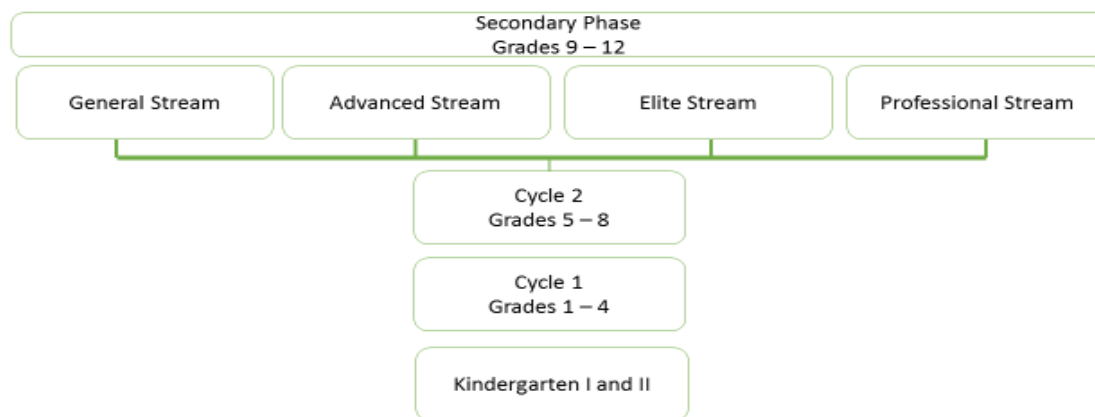 Secondary Phase
Grades 9 – 12
General Stream
Advanced Stream
Elite Stream
Professional Stream
Cycle 2
Grades 5 – 8
Cycle 1
Grades 1 – 4
Kindergarten I and II